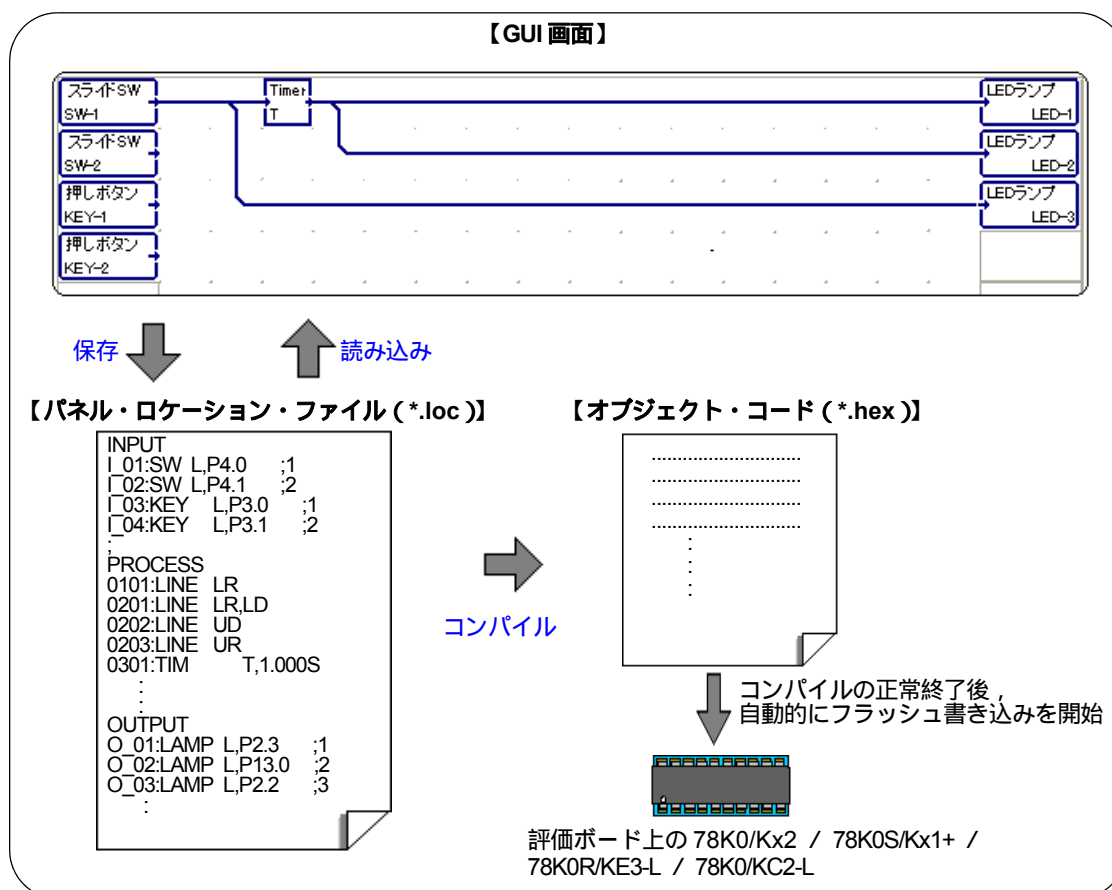 【GUI 画面】
スライドSW
SW-1
Timer
T
LEDランプ
LED-1
スライドSW
SW-2
LEDランプ
LED-2
押しボタン
KEY-1
LEDランプ
LED-3
押しボタン
KEY-2
保存
読み込み
【パネル・ロケーション・ファイル（*.loc）】
INPUT
I_01:SW L,P4.0 ;1
I_02:SW L,P4.1 ;2
I_03:KEY L,P3.0 ;1
I_04:KEY L,P3.1 ;2
;
PROCESS
0101:LINE LR
0201:LINE LR,LD
0202:LINE UD
0203:LINE UR
0301:TIM T,1.000S
:
:
OUTPUT
O_01:LAMP L,P2.3 ;1
O_02:LAMP L,P13.0 ;2
O_03:LAMP L,P2.2 ;3
:
コンパイル
【オブジェクト・コード（*.hex）】
............................
............................
............................
............................
:
:
:
:
コンパイルの正常終了後，
自動的にフラッシュ書き込みを開始
評価ボード上の 78K0/Kx2 / 78K0S/Kx1+ /
78K0R/KE3-L / 78K0/KC2-L